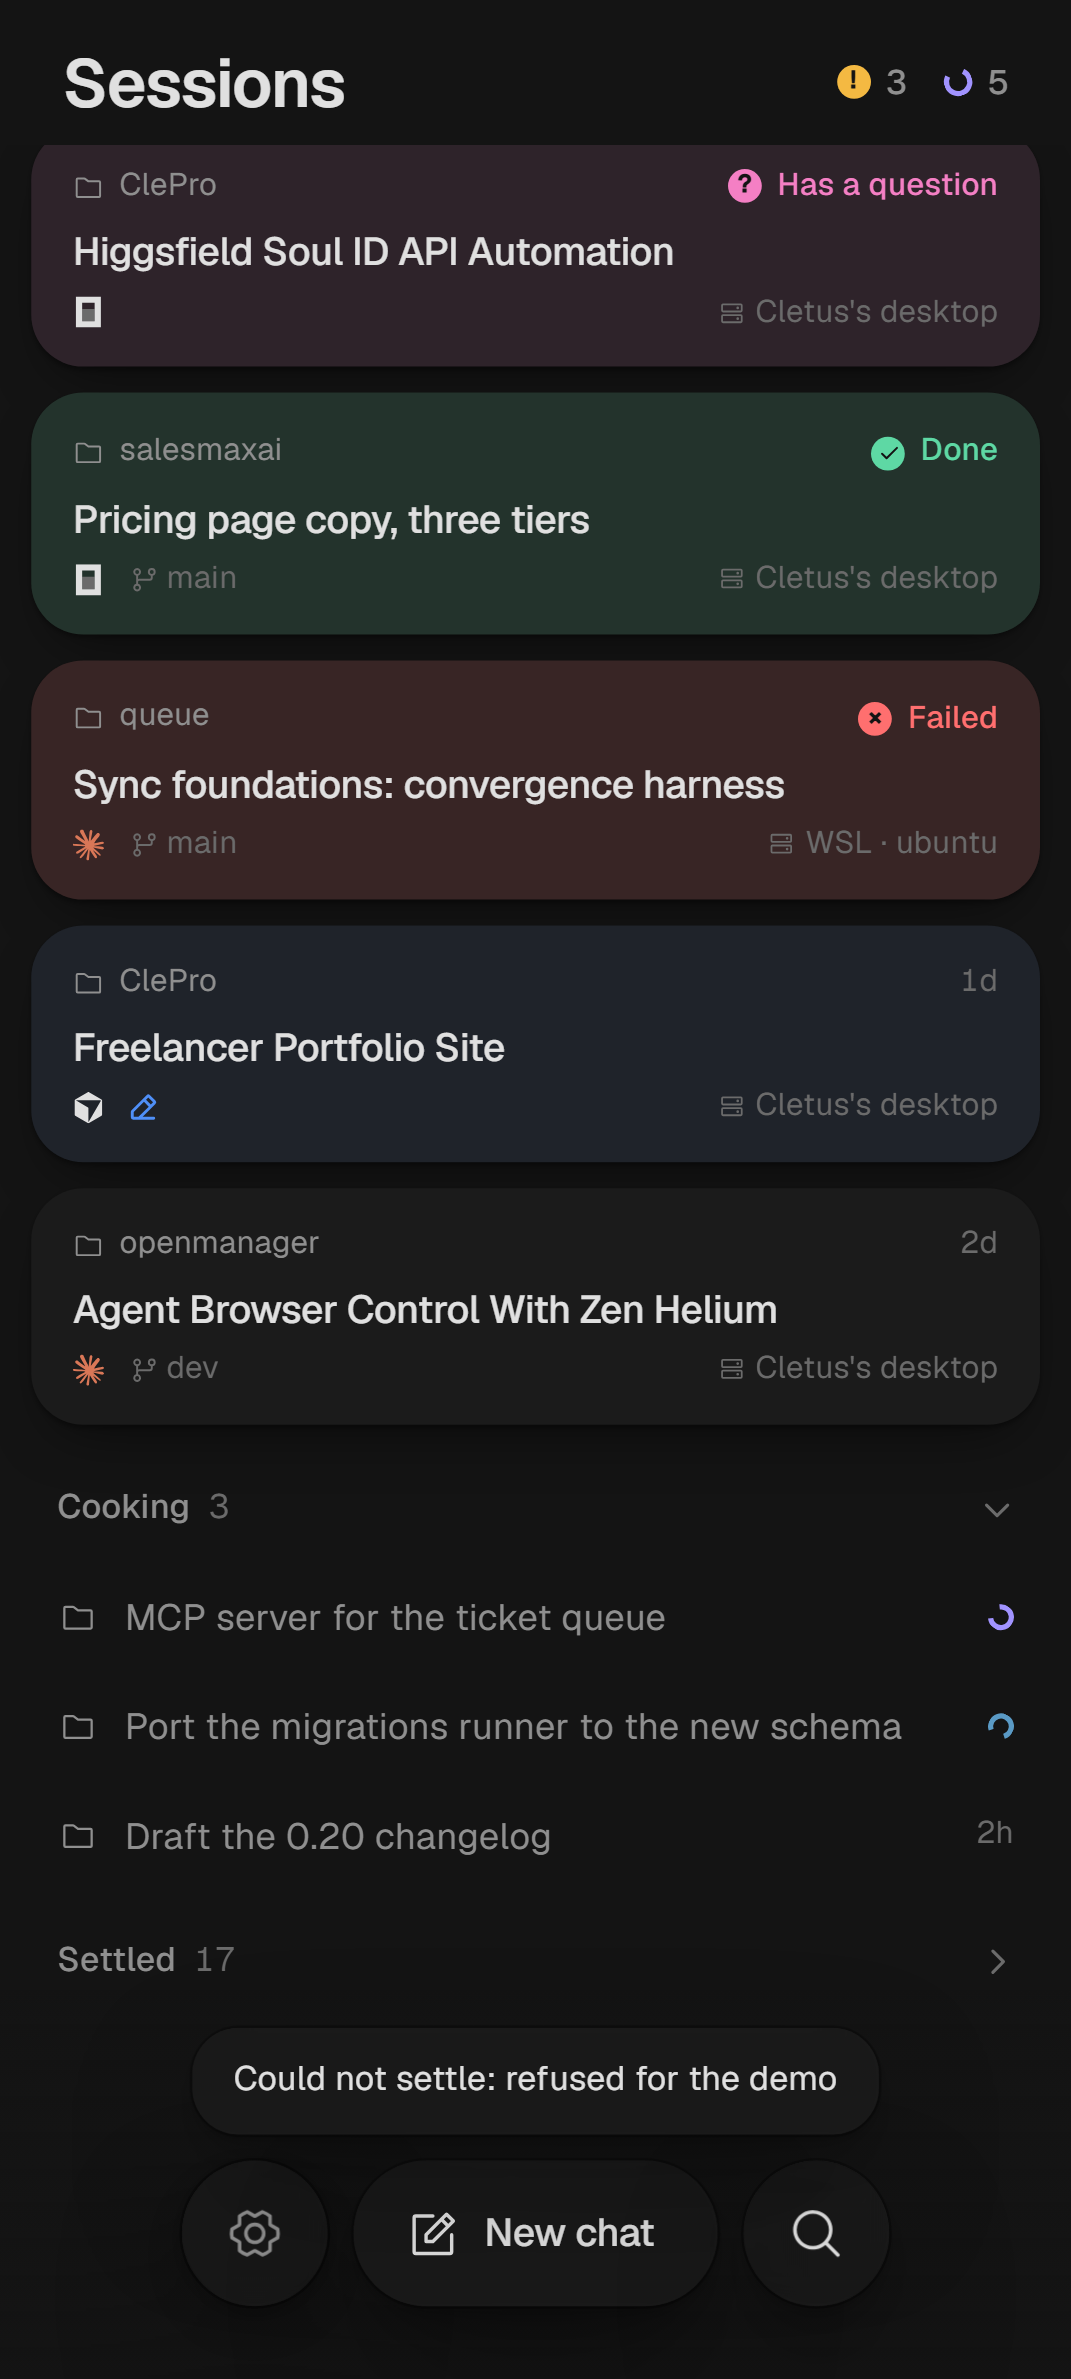 Sessions
3
5
ClePro
Has a question
Higgsfield Soul ID API Automation
Cletus's desktop
salesmaxai
Done
Pricing page copy, three tiers
main
Cletus's desktop
queue
Failed
Sync foundations: convergence harness
main
WSL · ubuntu
ClePro
1d
Freelancer Portfolio Site
Cletus's desktop
openmanager
2d
Agent Browser Control With Zen Helium
dev
Cletus's desktop
Cooking 3
MCP server for the ticket queue
Port the migrations runner to the new schema
Draft the 0.20 changelog
2h
Settled 17
Could not settle: refused for the demo
New chat